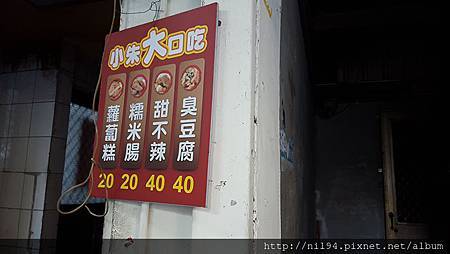 小朱大口吃
蘿蔔糕
糯米腸
甜不辣
臭豆腐
20 20 40 40
http://nil94.pixnet.net/album